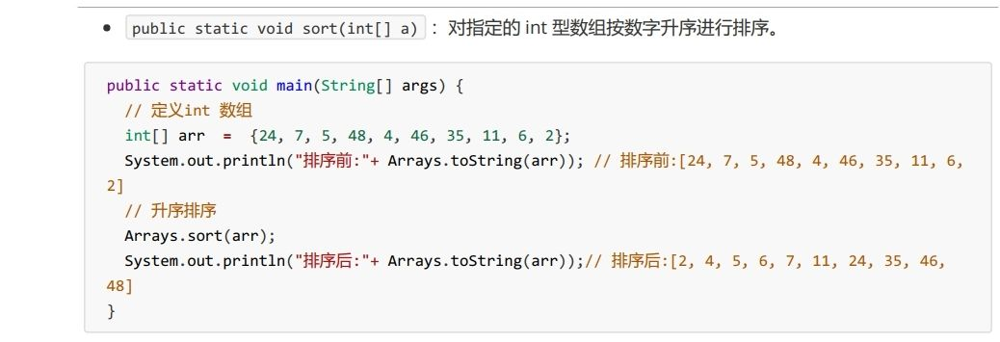 • public static void sort(int[] a) ：对指定的 int 型数组按数字升序进行排序。
public static void main(String[] args) {
// 定义int 数组
int[] arr  =  {24, 7, 5, 48, 4, 46, 35, 11, 6, 2};
System.out.println("排序前:"+ Arrays.toString(arr)); // 排序前:[24, 7, 5, 48, 4, 46, 35, 11, 6,
2]
// 升序排序
Arrays.sort(arr);
System.out.println("排序后:"+ Arrays.toString(arr));// 排序后:[2, 4, 5, 6, 7, 11, 24, 35, 46,
48]
}